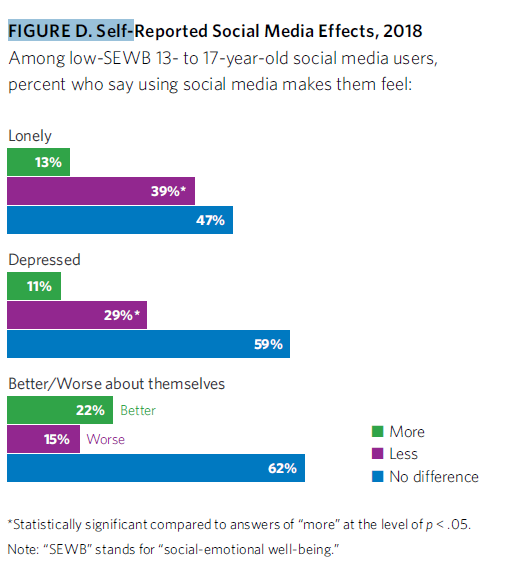 FIGURE D. Self-Reported Social Media Effects, 2018
Among low-SEWB 13- to 17-year-old social media users,
percent who say using social media makes them feel:
Lonely
13%
39%*
47%
Depressed
11%
29%*
59%
Better/Worse about themselves
22% Better
15% Worse
62%
More
Less
No difference
*Statistically significant compared to answers of “more” at the level of p < .05.
Note: “SEWB” stands for “social-emotional well-being.”